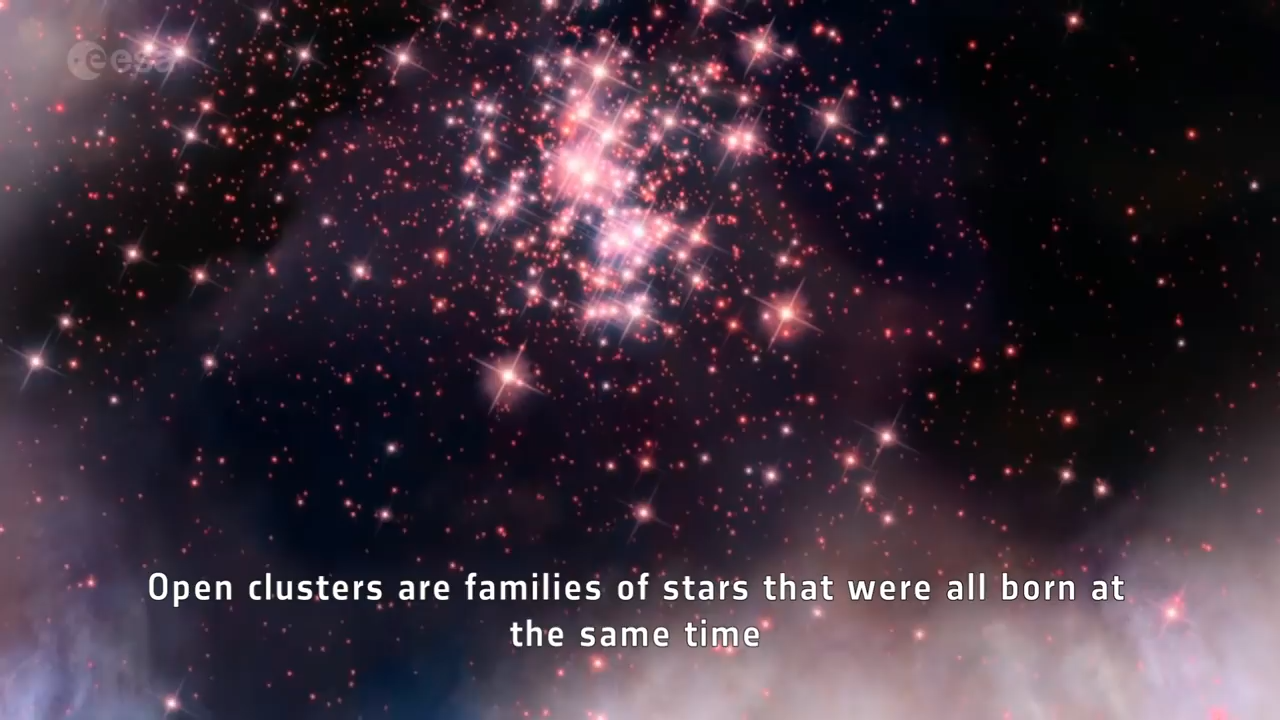 esa
Open clusters are families of stars that were all born at
the same time